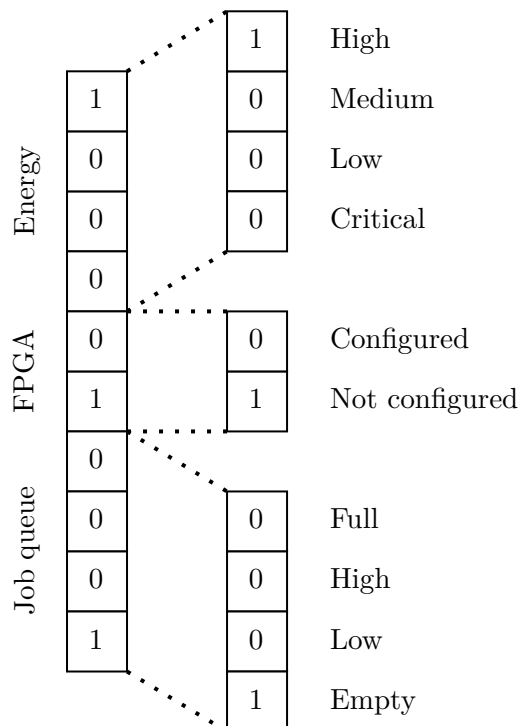 1 High
1 0 Medium
0 0 Low
0 0 Critical
0
0 0 Configured
1 1 Not configured
0
0 0 Full
0 0 High
1 0 Low
1 Empty
Energy
FPGA
Job queue